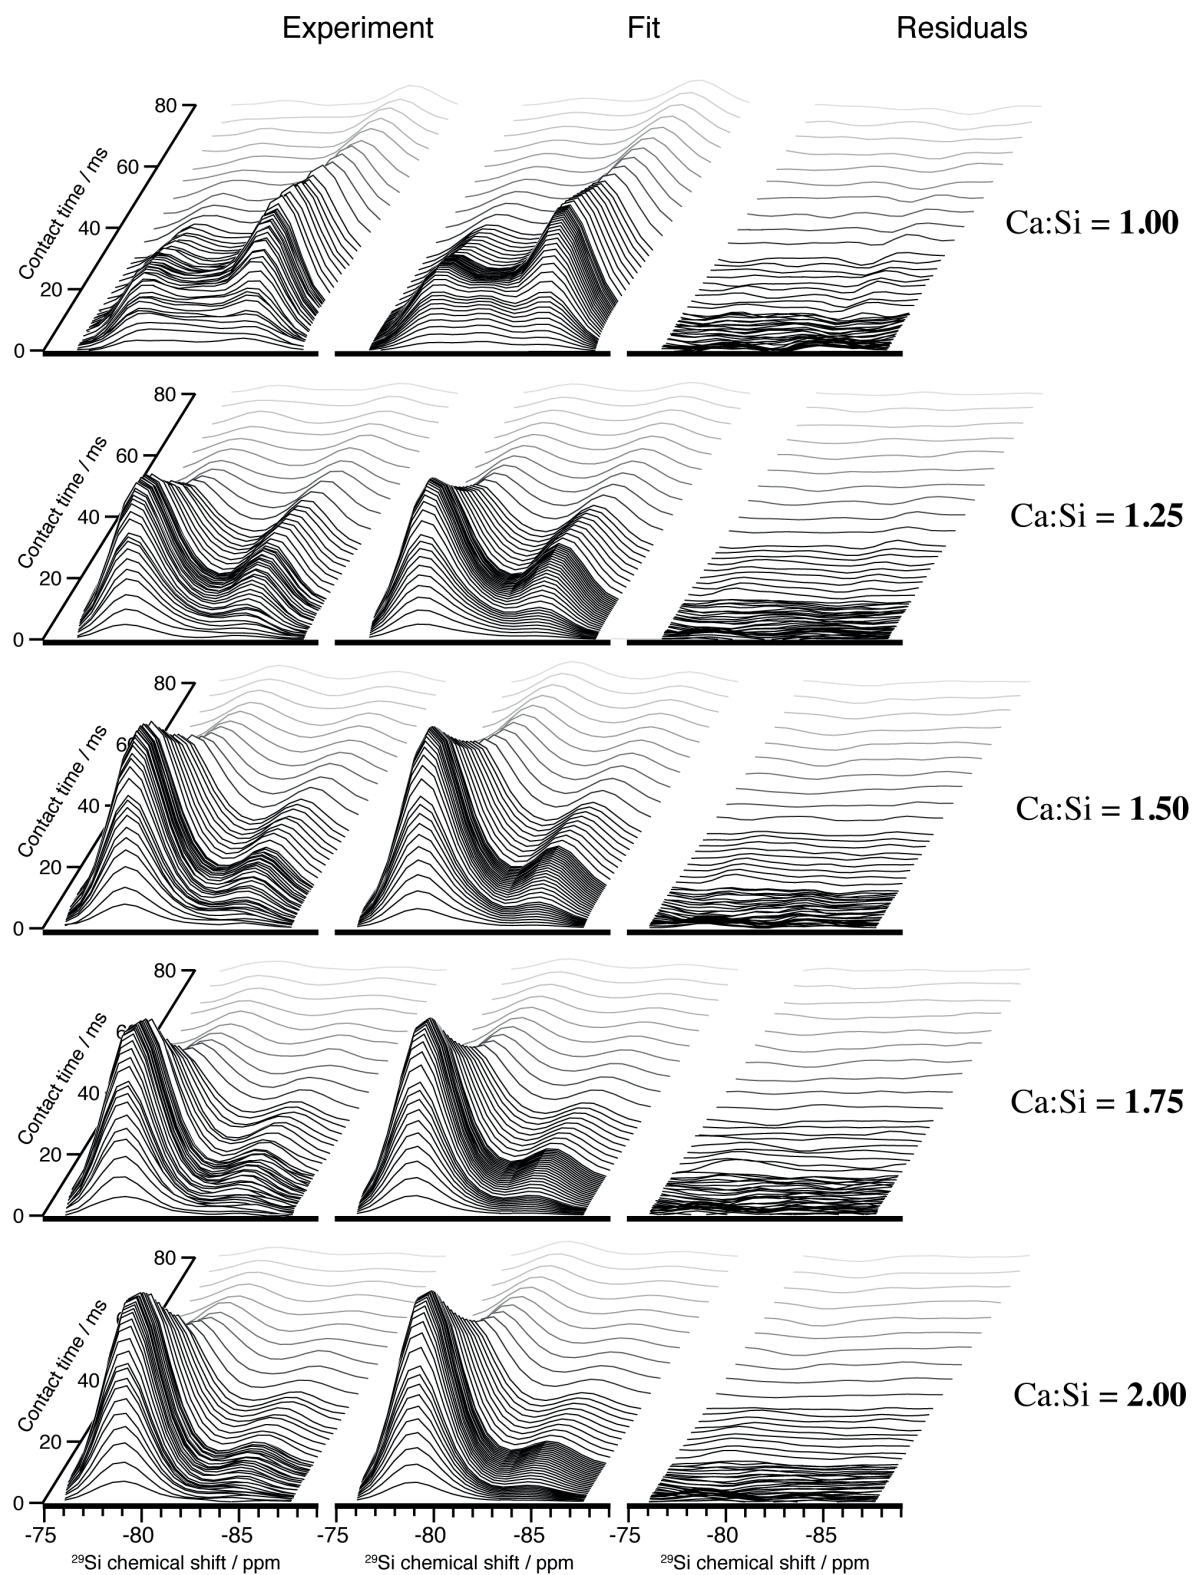 Experiment Fit Residuals
80
60
40
20
0
Contact time / ms
Ca:Si = 1.00
80
60
40
20
0
Contact time / ms
Ca:Si = 1.25
80
40
20
0
Contact time / ms
Ca:Si = 1.50
80
40
20
0
Contact time / ms
Ca:Si = 1.75
80
40
20
0
Contact time / ms
Ca:Si = 2.00
-75 -80 -85 -75 -80 -85 -75 -80 -85
²⁹Si chemical shift / ppm ²⁹Si chemical shift / ppm ²⁹Si chemical shift / ppm